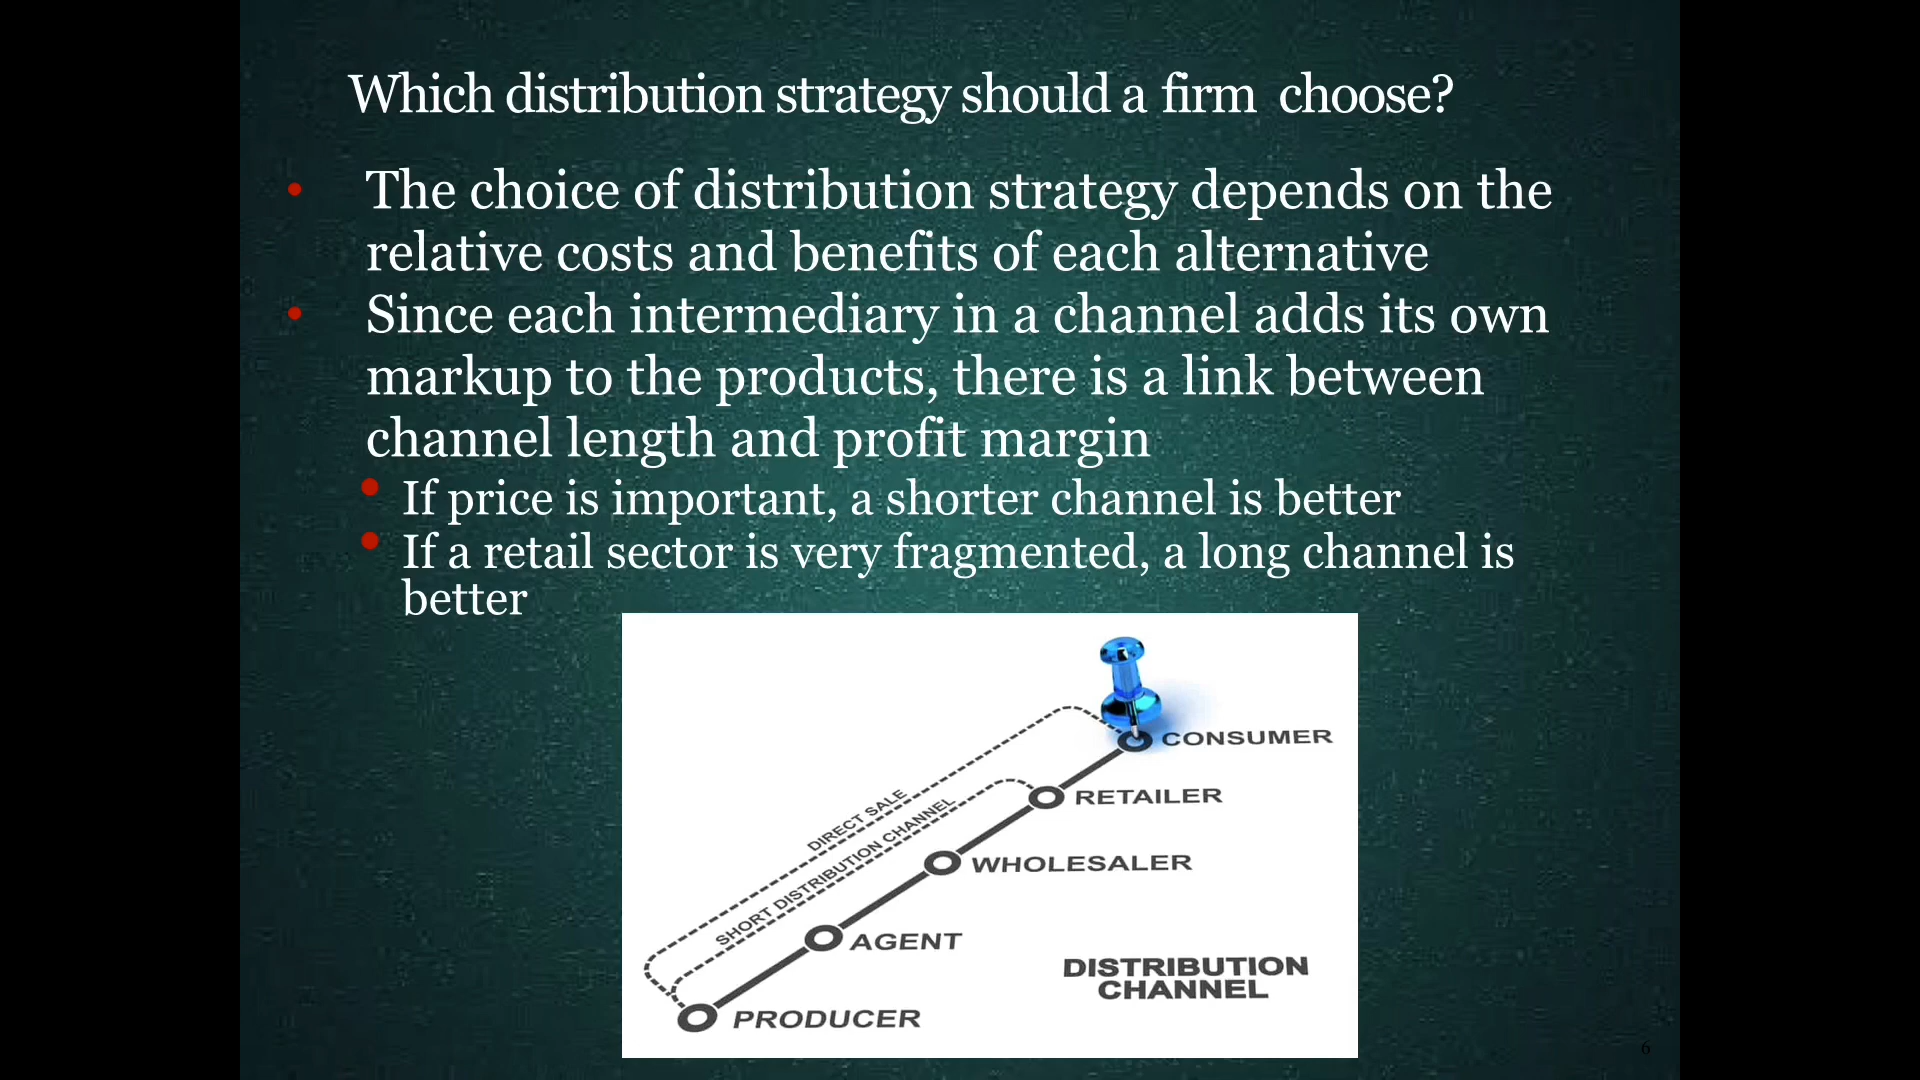 Which distribution strategy should a firm choose?
• The choice of distribution strategy depends on the
relative costs and benefits of each alternative
• Since each intermediary in a channel adds its own
markup to the products, there is a link between
channel length and profit margin
• If price is important, a shorter channel is better
• If a retail sector is very fragmented, a long channel is
better
CONSUMER
RETAILER
DIRECT SALE
SHORT DISTRIBUTION CHANNEL
WHOLESALER
AGENT
DISTRIBUTION
CHANNEL
PRODUCER
6